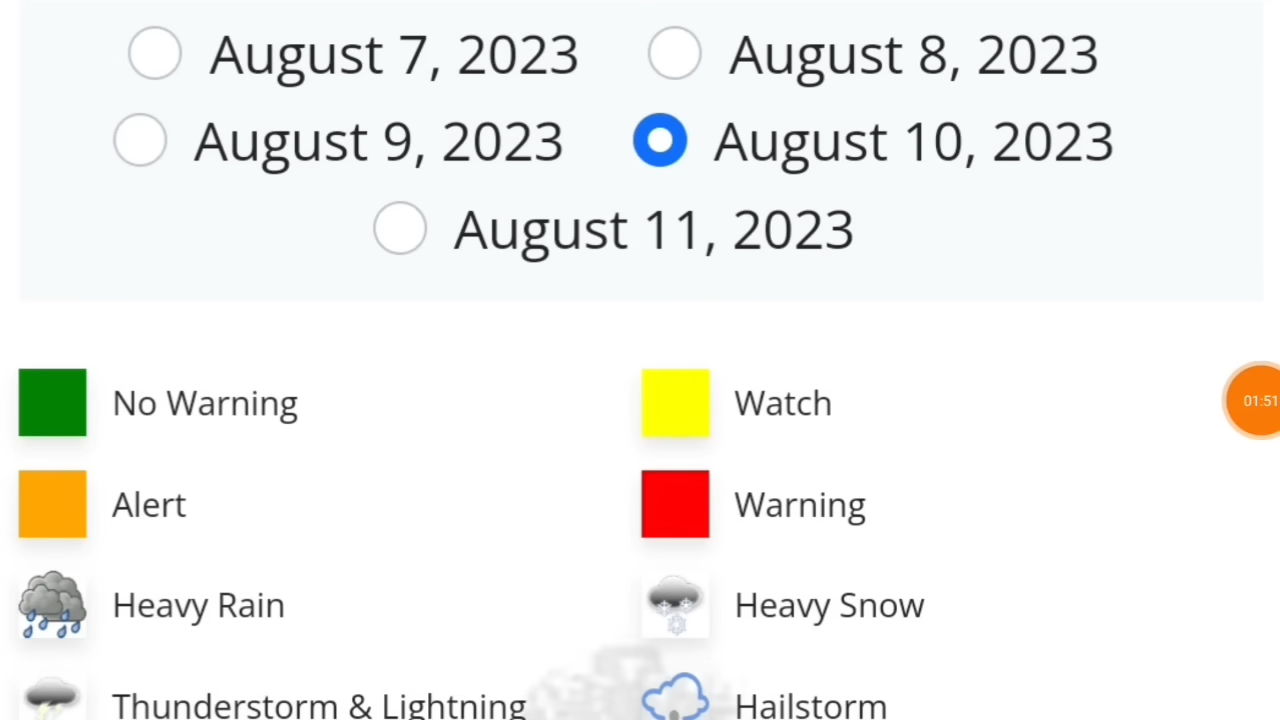 August 7, 2023 August 8, 2023
August 9, 2023 August 10, 2023
August 11, 2023
No Warning Watch
01:51
Alert Warning
Heavy Rain Heavy Snow
Thunderstorm & Lightning Hailstorm